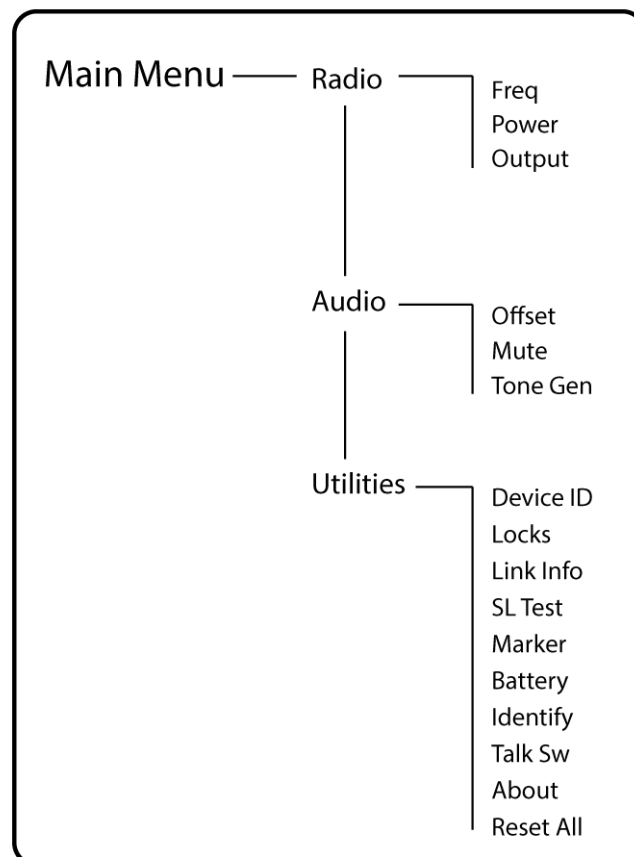 Main Menu
Radio
Freq
Power
Output
Audio
Offset
Mute
Tone Gen
Utilities
Device ID
Locks
Link Info
SL Test
Marker
Battery
Identify
Talk Sw
About
Reset All